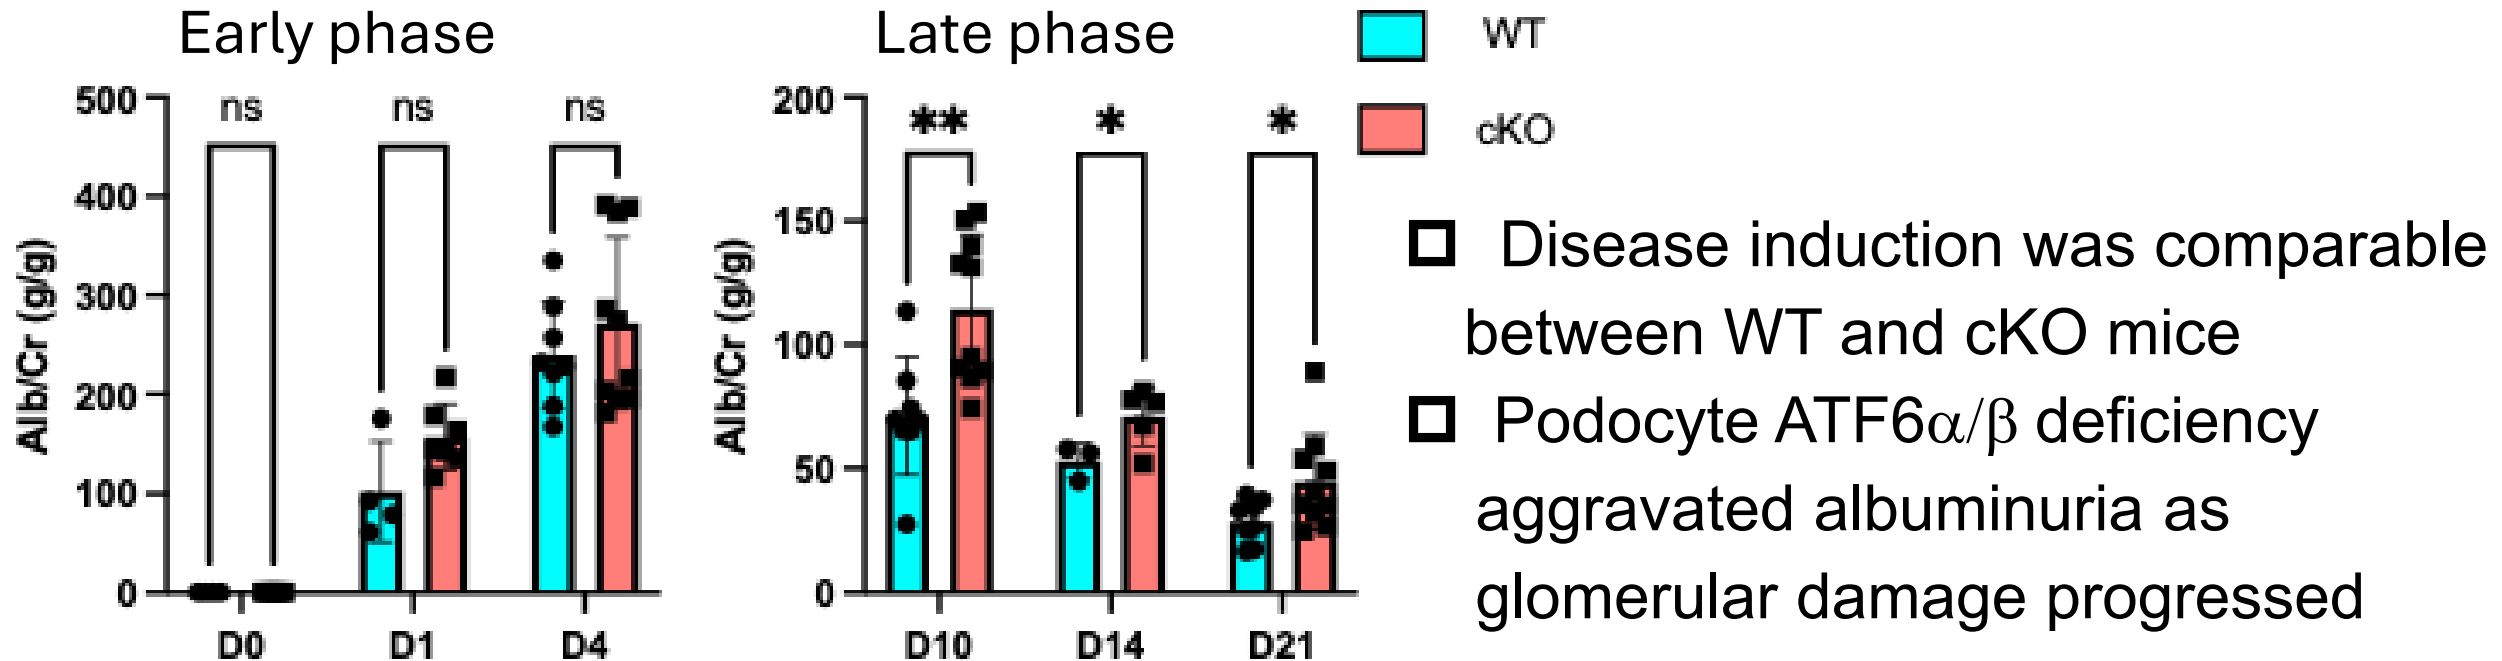 Early phase
Late phase
WT
cKO
500
400
300
200
100
0
Alb/Cr (g/g)
ns
ns
ns
D0
D1
D4
200
150
100
50
0
Alb/Cr (g/g)
**
*
*
D10
D14
D21
Disease induction was comparable
between WT and cKO mice
Podocyte ATF6α/β deficiency
aggravated albuminuria as
glomerular damage progressed